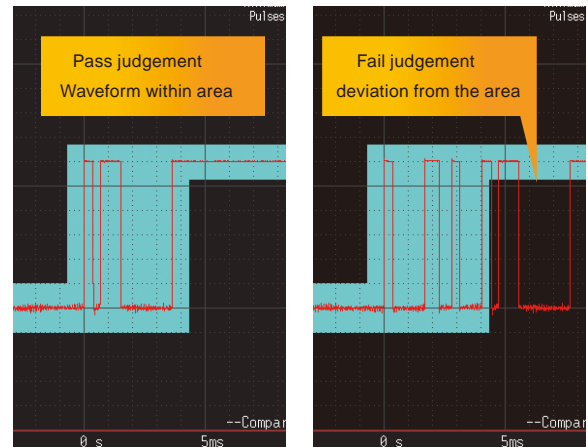 Pulses
Pass judgement
Waveform within area
--Compar
0 s
5ms
Pulses
Fail judgement
deviation from the area
--Compar
0 s
5ms